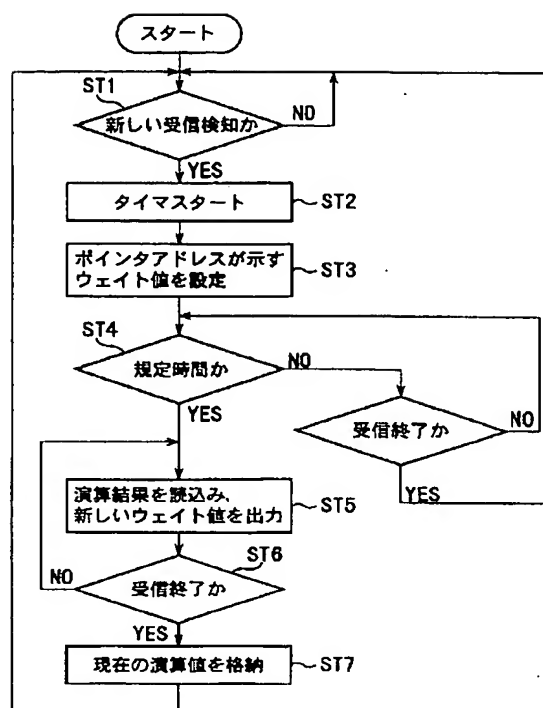 スタート
ST1
新しい受信検知か
NO
YES
タイマスタート
ST2
ポインタアドレスが示す
ウェイト値を設定
ST3
ST4
規定時間か
NO
YES
受信終了か
NO
YES
演算結果を読込み、
新しいウェイト値を出力
ST5
ST6
受信終了か
NO
YES
現在の演算値を格納
ST7